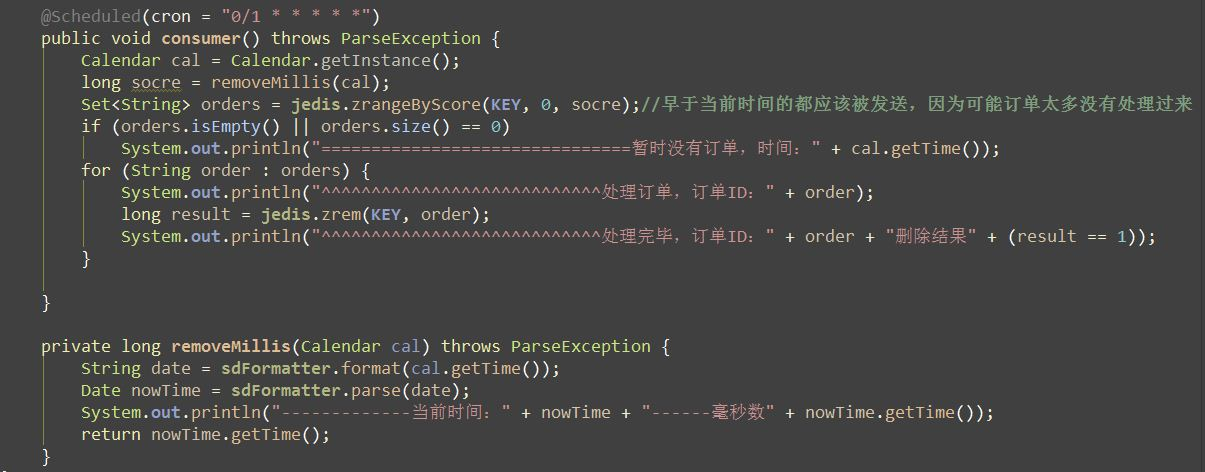 @Scheduled(cron = "0/1 * * * * *")
public void consumer() throws ParseException {
Calendar cal = Calendar.getInstance();
long socre = removeMillis(cal);
Set<String> orders = jedis.zrangeByScore(KEY, 0, socre);//早于当前时间的都应该被发送，因为可能订单太多没有处理过来
if (orders.isEmpty() || orders.size() == 0)
System.out.println("===============================暂时没有订单，时间：" + cal.getTime());
for (String order : orders) {
System.out.println("^^^^^^^^^^^^^^^^^^^^^^^^^^^^处理订单，订单ID：" + order);
long result = jedis.zrem(KEY, order);
System.out.println("^^^^^^^^^^^^^^^^^^^^^^^^^^^^处理完毕，订单ID：" + order + "删除结果" + (result == 1));
}
}
private long removeMillis(Calendar cal) throws ParseException {
String date = sdFormatter.format(cal.getTime());
Date nowTime = sdFormatter.parse(date);
System.out.println("-------------当前时间：" + nowTime + "------毫秒数" + nowTime.getTime());
return nowTime.getTime();
}